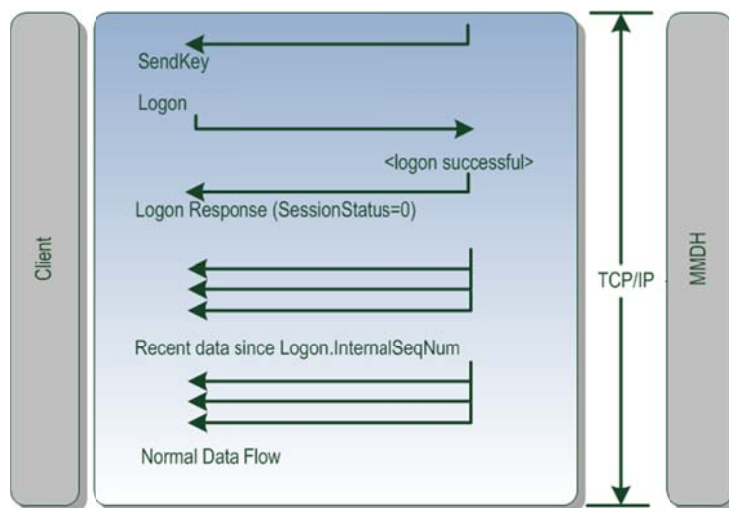 SendKey
Logon
<logon successful>
Logon Response (SessionStatus=0)
Client
TCP/IP
MMDH
Recent data since Logon.InternalSeqNum
Normal Data Flow